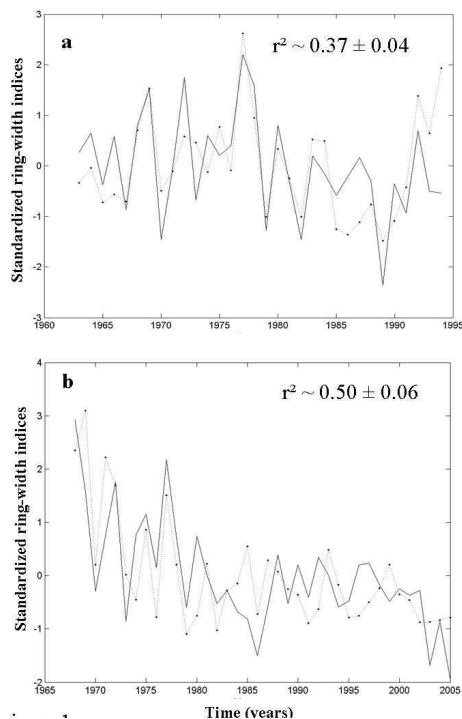 a
r² ~ 0.37 ± 0.04
Standardized ring-width indices
3
2
1
0
-1
-2
-3
1960 1965 1970 1975 1980 1985 1990 1995
b
r² ~ 0.50 ± 0.06
Standardized ring-width indices
4
3
2
1
0
-1
-2
1965 1970 1975 1980 1985 1990 1995 2000 2005
Time (years)